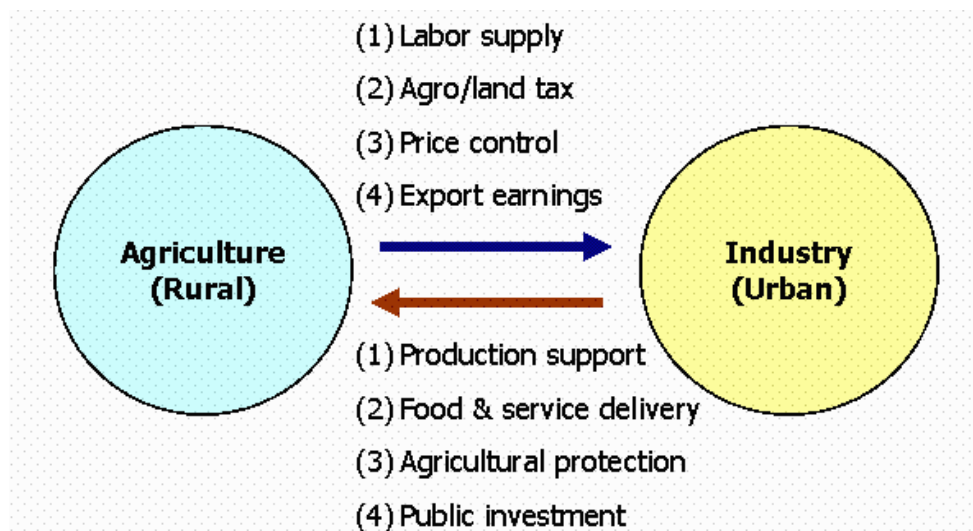 (1) Labor supply
(2) Agro/land tax
(3) Price control
(4) Export earnings
Agriculture
(Rural)
Industry
(Urban)
(1) Production support
(2) Food & service delivery
(3) Agricultural protection
(4) Public investment